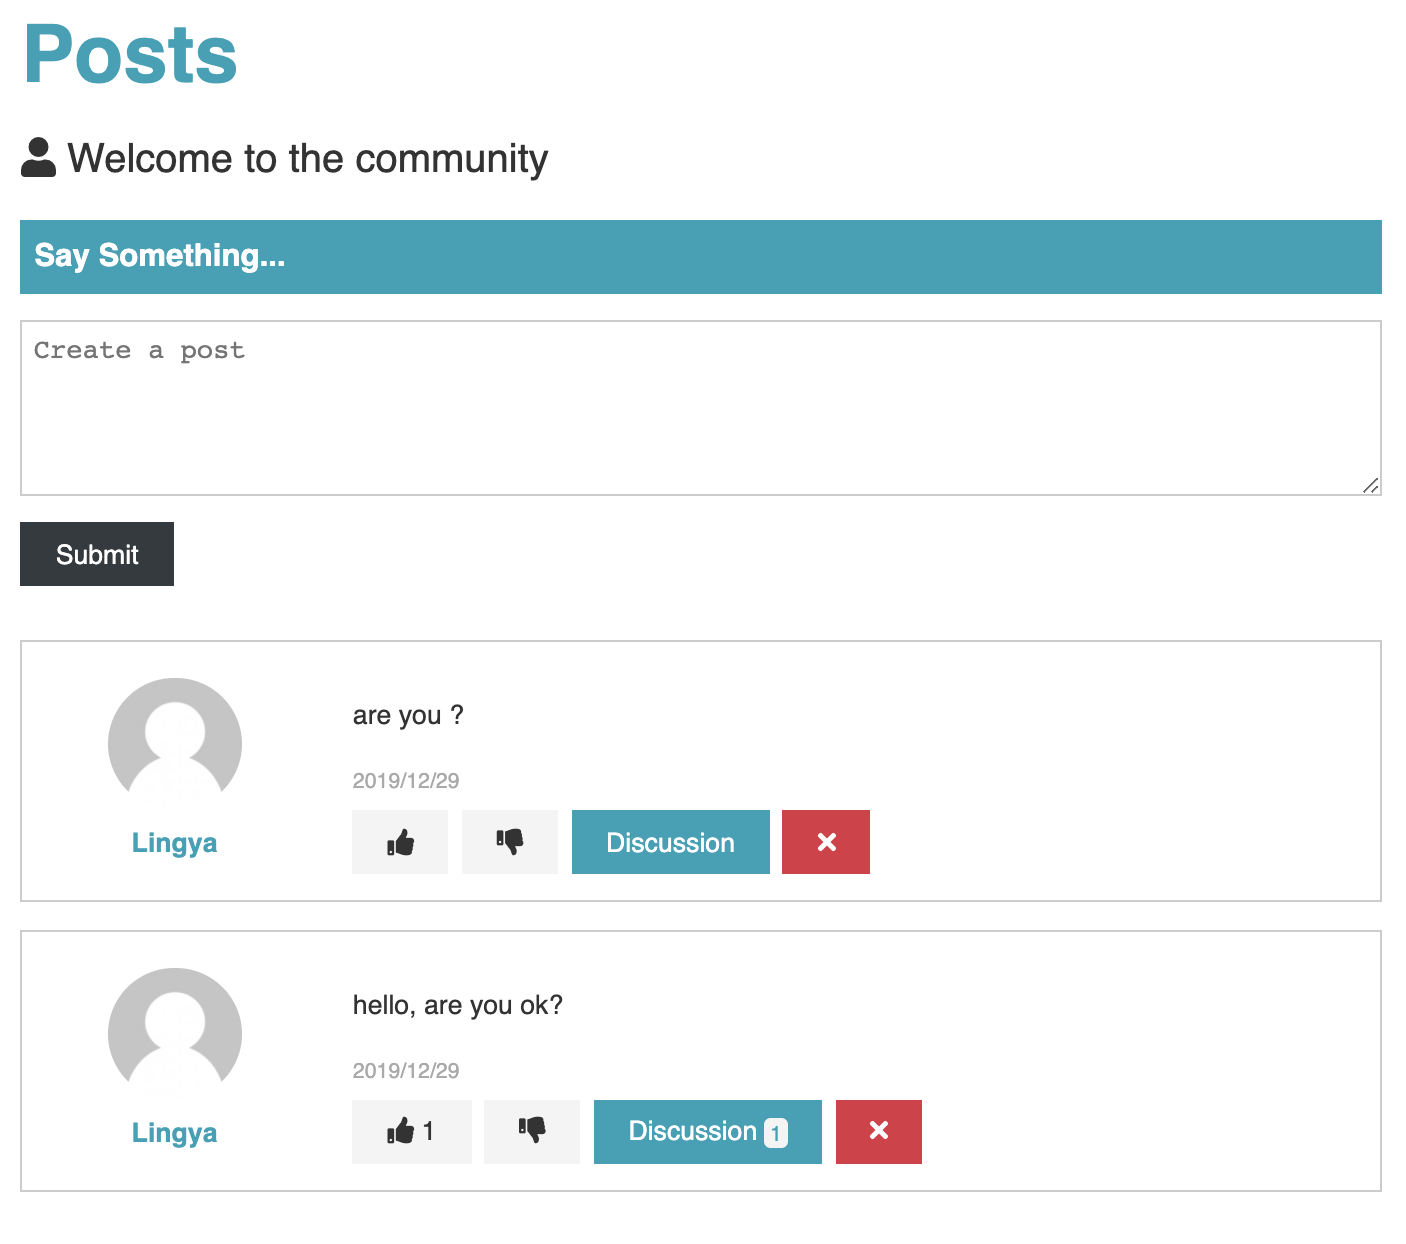 Posts
Welcome to the community
Say Something...
Create a post
Submit
are you ?
2019/12/29
Lingya
Discussion
hello, are you ok?
2019/12/29
Lingya
1
Discussion 1